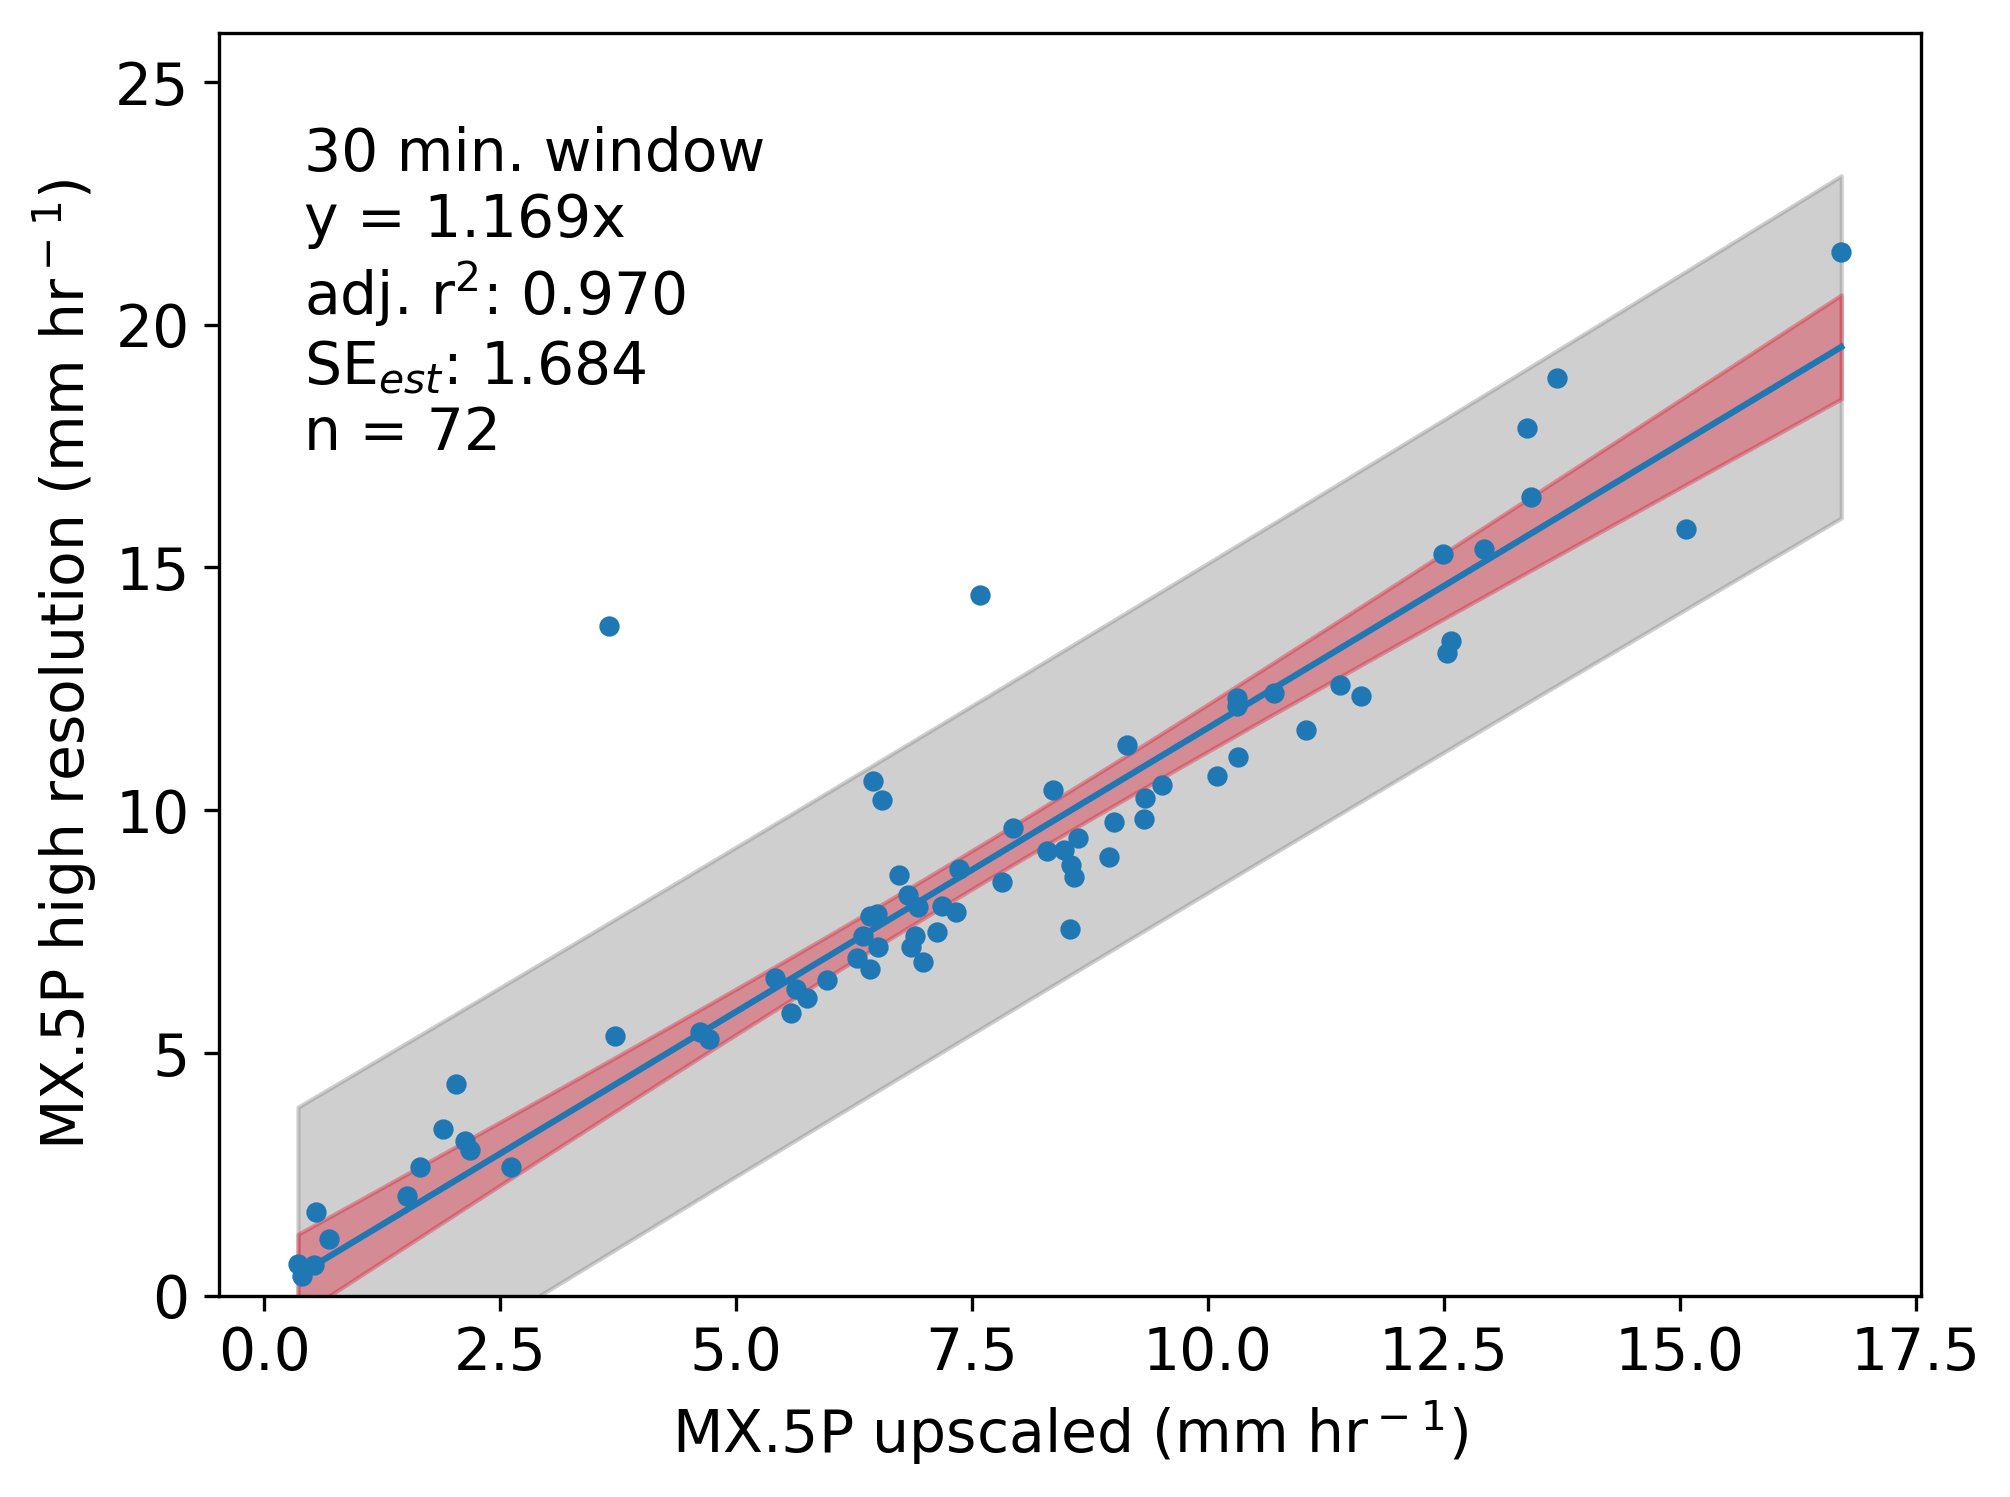 30 min. window
y = 1.169x
adj. r²: 0.970
SEest: 1.684
n = 72
MX.5P high resolution (mm hr⁻¹)
25
20
15
10
5
0
0.0 2.5 5.0 7.5 10.0 12.5 15.0 17.5
MX.5P upscaled (mm hr⁻¹)